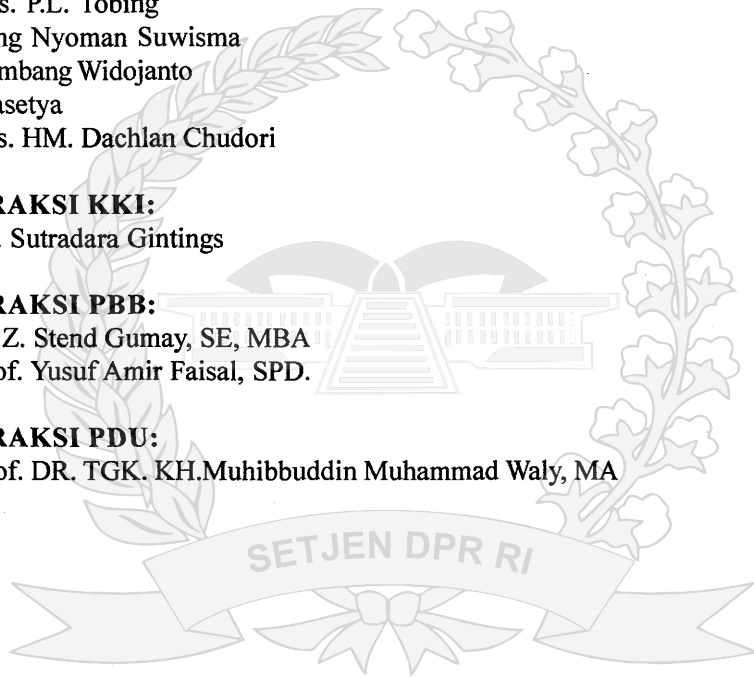 s. P.L. Tobing
ng Nyoman Suwisma
mbang Widojanto
asetya
s. HM. Dachlan Chudori
RAKSI KKI:
. Sutradara Gintings
RAKSI PBB:
Z. Stend Gumay, SE, MBA
of. Yusuf Amir Faisal, SPD.
RAKSI PDU:
of. DR. TGK. KH.Muhibbuddin Muhammad Waly, MA
SETJEN DPR RI